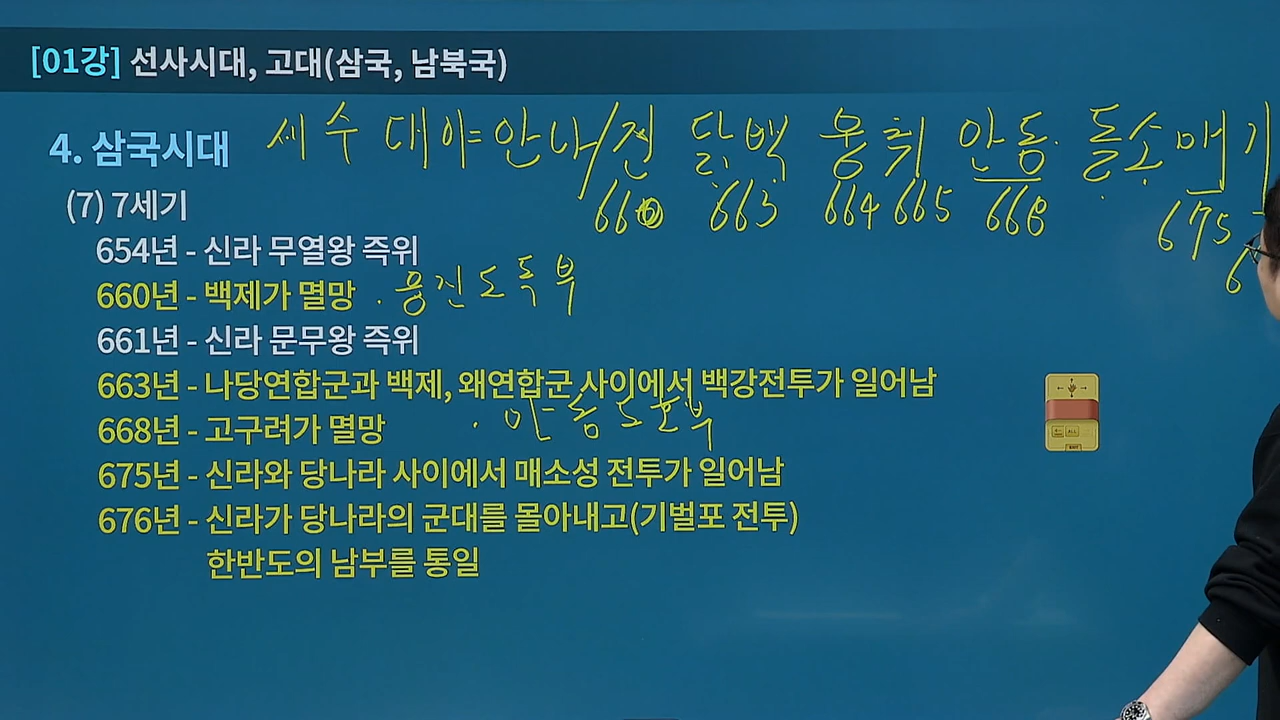 [01강] 선사시대, 고대(삼국, 남북국)
세 수 대 야 안 나/진 달 백 웅 취 안 동 돌 소 매 기
660 663 664 665 668 675 6
4. 삼국시대
(7) 7세기
654년 - 신라 무열왕 즉위
660년 - 백제가 멸망 . 웅진도독부
661년 - 신라 문무왕 즉위
663년 - 나당연합군과 백제, 왜연합군 사이에서 백강전투가 일어남
668년 - 고구려가 멸망 . 안동도호부
675년 - 신라와 당나라 사이에서 매소성 전투가 일어남
676년 - 신라가 당나라의 군대를 몰아내고(기벌포 전투)
한반도의 남부를 통일